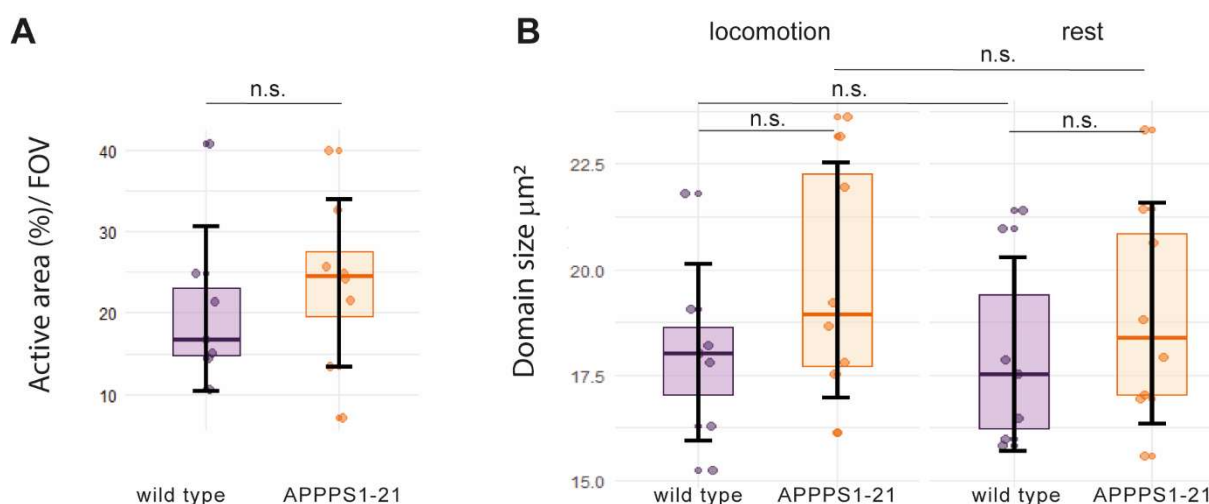 A
n.s.
Active area (%)/ FOV
40
30
20
10
wild type APPPS1-21
B
locomotion rest
n.s.
n.s.
n.s. n.s.
Domain size µm²
22.5
20.0
17.5
15.0
wild type APPPS1-21 wild type APPPS1-21